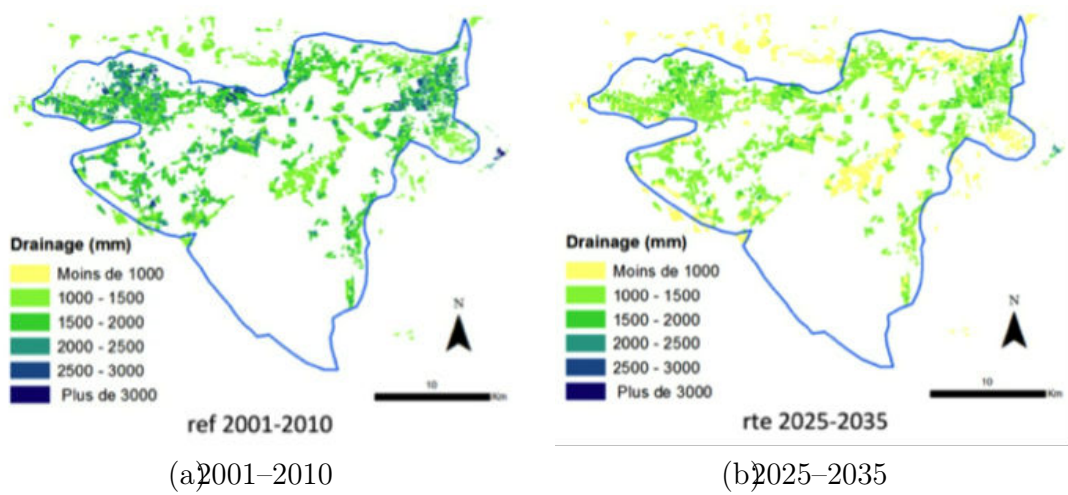 Drainage (mm)
Moins de 1000
1000 - 1500
1500 - 2000
2000 - 2500
2500 - 3000
Plus de 3000
N
10
Km
ref 2001-2010
(a)2001–2010
Drainage (mm)
Moins de 1000
1000 - 1500
1500 - 2000
2000 - 2500
2500 - 3000
Plus de 3000
N
10
Km
rte 2025-2035
(b)2025–2035